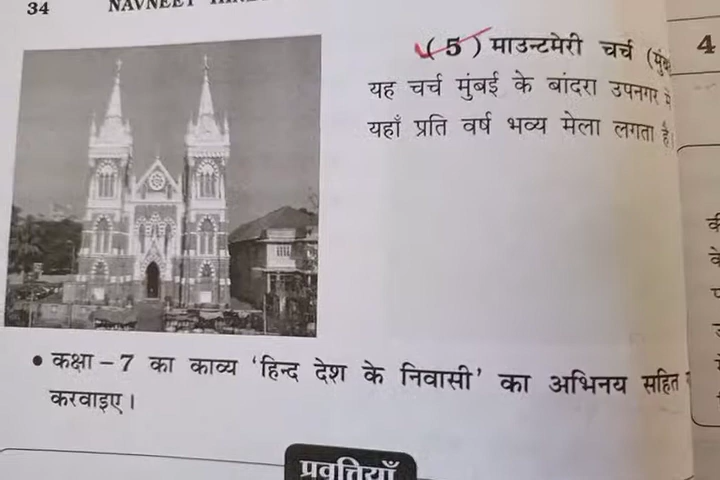 34 NAVNEET
( 5 ) माउन्टमेरी चर्च
यह चर्च मुंबई के बांदरा उपनगर में
यहाँ प्रति वर्ष भव्य मेला लगता है।
• कक्षा – 7 का काव्य ‘हिन्द देश के निवासी’ का अभिनय सहित
करवाइए ।
प्रवृत्तियाँ
4